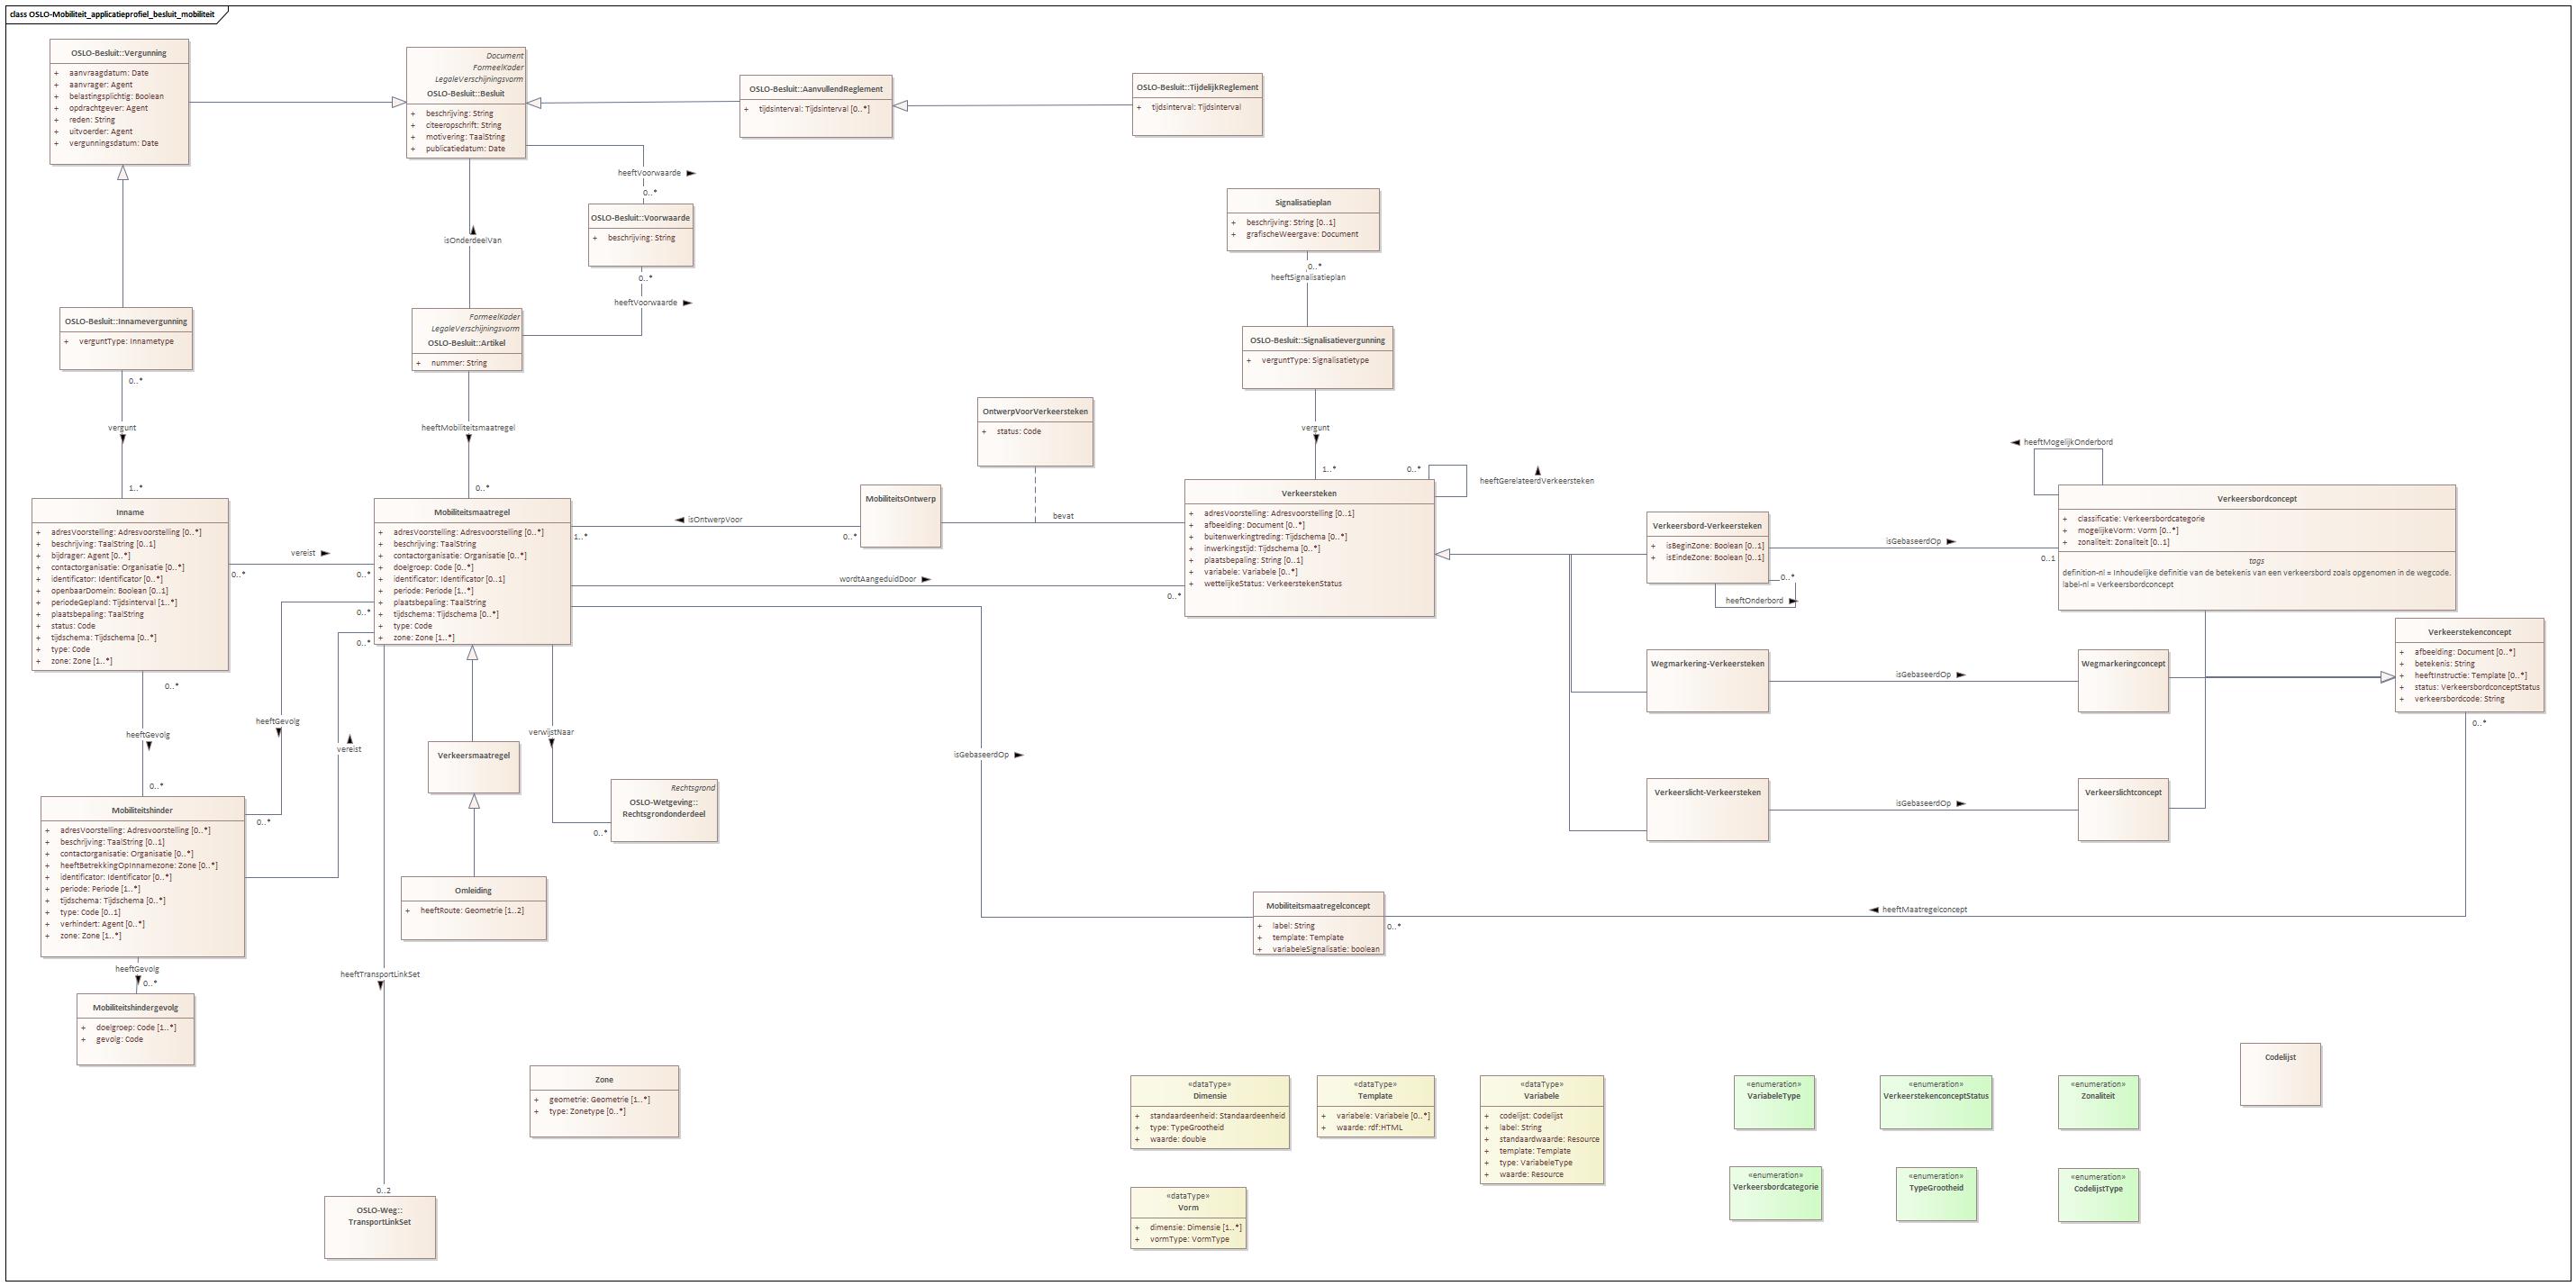 class OSLO-Mobiliteit_applicatieprofiel_besluit_mobiliteit
OSLO-Besluit::Vergunning
+ aanvraagdatum: Date
+ aanvrager: Agent
+ belastingsplichtig: Boolean
+ opdrachtgever: Agent
+ reden: String
+ uitvoerder: Agent
+ vergunningsdatum: Date
Document
FormeelKader
LegaleVerschijningsvorm
OSLO-Besluit::Besluit
+ beschrijving: String
+ citeeropschrift: String
+ motivering: TaalString
+ publicatiedatum: Date
OSLO-Besluit::AanvullendReglement
+ tijdsinterval: Tijdsinterval [0..*]
OSLO-Besluit::TijdelijkReglement
+ tijdsinterval: Tijdsinterval
heeftVoorwaarde
0..*
OSLO-Besluit::Voorwaarde
+ beschrijving: String
0..*
heeftVoorwaarde
isOnderdeelVan
Signalisatieplan
+ beschrijving: String [0..1]
+ grafischeWeergave: Document
0..*
heeftSignalisatieplan
OSLO-Besluit::Innamevergunning
+ verguntType: Innametype
FormeelKader
LegaleVerschijningsvorm
OSLO-Besluit::Artikel
+ nummer: String
OSLO-Besluit::Signalisatievergunning
+ verguntType: Signalisatietype
0..*
vergunt
1..*
heeftMobiliteitsmaatregel
0..*
OntwerpVoorVerkeersteken
+ status: Code
vergunt
1..*
0..*
heeftGerelateerdVerkeersteken
heeftMogelijkOnderbord
Inname
+ adresVoorstelling: Adresvoorstelling [0..*]
+ beschrijving: TaalString [0..1]
+ bijdrager: Agent [0..*]
+ contactorganisatie: Organisatie [0..*]
+ identificator: Identificator [0..*]
+ openbaarDomein: Boolean [0..1]
+ periodeGepland: Tijdsinterval [1..*]
+ plaatsbepaling: TaalString
+ status: Code
+ tijdschema: Tijdschema [0..*]
+ type: Code
+ zone: Zone [1..*]
vereist
0..*
0..*
Mobiliteitsmaatregel
+ adresVoorstelling: Adresvoorstelling [0..*]
+ beschrijving: TaalString
+ contactorganisatie: Organisatie [0..*]
+ doelgroep: Code [0..*]
+ identificator: Identificator [0..1]
+ periode: Periode [1..*]
+ plaatsbepaling: TaalString
+ tijdschema: Tijdschema [0..*]
+ type: Code
+ zone: Zone [1..*]
isOntwerpVoor
1..*
0..*
MobiliteitsOntwerp
bevat
wordtAangeduidDoor
0..*
Verkeersteken
+ adresVoorstelling: Adresvoorstelling [0..1]
+ afbeelding: Document [0..*]
+ buitenwerkingtreding: Tijdschema [0..*]
+ inwerkingstijd: Tijdschema [0..*]
+ plaatsbepaling: String [0..1]
+ variabele: Variabele [0..*]
+ wettelijkeStatus: VerkeerstekenStatus
Verkeersbord-Verkeersteken
+ isBeginZone: Boolean [0..1]
+ isEindeZone: Boolean [0..1]
0..*
heeftOnderbord
isGebaseerdOp
0..1
Verkeersbordconcept
+ classificatie: Verkeersbordcategorie
+ mogelijkeVorm: Vorm [0..*]
+ zonaliteit: Zonaliteit [0..1]
tags
definition-nl = Inhoudelijke definitie van de betekenis van een verkeersbord zoals opgenomen in de wegcode.
label-nl = Verkeersbordconcept
Verkeerstekenconcept
+ afbeelding: Document [0..*]
+ betekenis: String
+ heeftInstructie: Template [0..*]
+ status: VerkeersbordconceptStatus
+ verkeersbordcode: String
0..*
Wegmarkering-Verkeersteken
isGebaseerdOp
Wegmarkeringconcept
0..*
0..*
0..*
heeftGevolg
heeftGevolg
vereist
verwijstNaar
isGebaseerdOp
0..*
Verkeersmaatregel
Rechtsgrond
OSLO-Wetgeving::
Rechtsgrondonderdeel
0..*
Verkeerslicht-Verkeersteken
isGebaseerdOp
Verkeerslichtconcept
Mobiliteitshinder
+ adresVoorstelling: Adresvoorstelling [0..*]
+ beschrijving: TaalString [0..1]
+ contactorganisatie: Organisatie [0..*]
+ heeftBetrekkingOpInnamezone: Zone [0..*]
+ identificator: Identificator [0..*]
+ periode: Periode [1..*]
+ tijdschema: Tijdschema [0..*]
+ type: Code [0..1]
+ verhindert: Agent [0..*]
+ zone: Zone [1..*]
0..*
Omleiding
+ heeftRoute: Geometrie [1..2]
Mobiliteitsmaatregelconcept
+ label: String
+ template: Template
+ variabeleSignalisatie: boolean
0..*
heeftMaatregelconcept
heeftGevolg
0..*
heeftTransportLinkSet
Mobiliteitshindergevolg
+ doelgroep: Code [1..*]
+ gevolg: Code
Zone
+ geometrie: Geometrie [1..*]
+ type: Zonetype [0..*]
«dataType»
Dimensie
+ standaardeenheid: Standaardeenheid
+ type: TypeGrootheid
+ waarde: double
«dataType»
Template
+ variabele: Variabele [0..*]
+ waarde: rdf:HTML
«dataType»
Variabele
+ codelijst: Codelijst
+ label: String
+ standaardwaarde: Resource
+ template: Template
+ type: VariabeleType
+ waarde: Resource
«enumeration»
VariabeleType
«enumeration»
VerkeerstekenconceptStatus
«enumeration»
Zonaliteit
Codelijst
«enumeration»
Verkeersbordcategorie
«enumeration»
TypeGrootheid
«enumeration»
CodelijstType
0..2
OSLO-Weg::
TransportLinkSet
«dataType»
Vorm
+ dimensie: Dimensie [1..*]
+ vormType: VormType